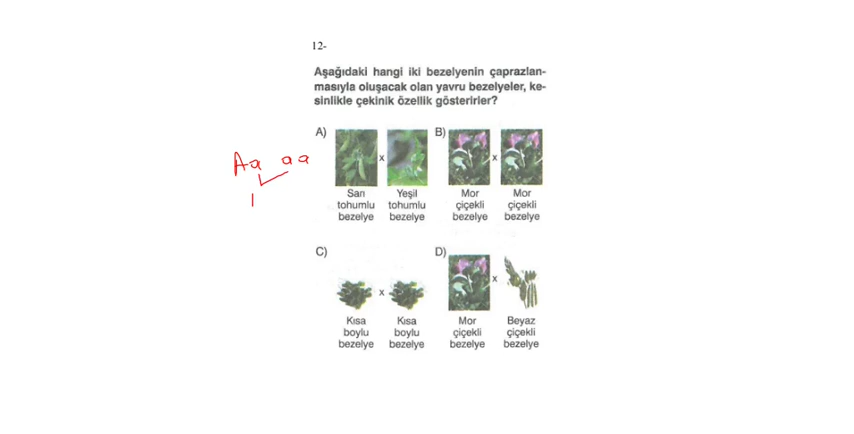 12-
Aşağıdaki hangi iki bezelyenin çaprazlan-
masıyla oluşacak olan yavru bezelyeler, ke-
sinlikle çekinik özellik gösterirler?
A)
x
Sarı
tohumlu
bezelye
Yeşil
tohumlu
bezelye
B)
x
Mor
çiçekli
bezelye
Mor
çiçekli
bezelye
Aa aa
C)
x
Kısa
boylu
bezelye
Kısa
boylu
bezelye
D)
x
Mor
çiçekli
bezelye
Beyaz
çiçekli
bezelye